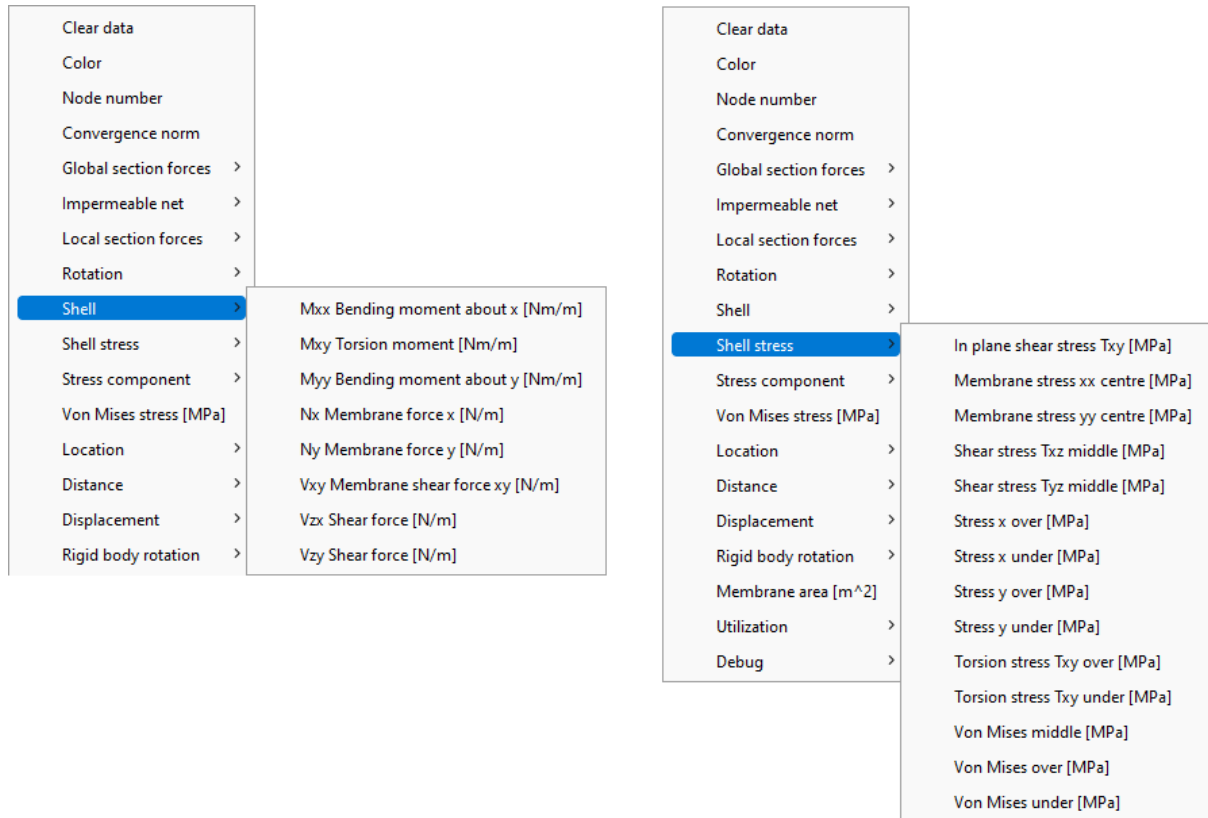 Clear data
Color
Node number
Convergence norm
Global section forces
Impermeable net
Local section forces
Rotation
Shell
Shell stress
Stress component
Von Mises stress [MPa]
Location
Distance
Displacement
Rigid body rotation
Mxx Bending moment about x [Nm/m]
Mxy Torsion moment [Nm/m]
Myy Bending moment about y [Nm/m]
Nx Membrane force x [N/m]
Ny Membrane force y [N/m]
Vxy Membrane shear force xy [N/m]
Vzx Shear force [N/m]
Vzy Shear force [N/m]
Clear data
Color
Node number
Convergence norm
Global section forces
Impermeable net
Local section forces
Rotation
Shell
Shell stress
Stress component
Von Mises stress [MPa]
Location
Distance
Displacement
Rigid body rotation
Membrane area [m^2]
Utilization
Debug
In plane shear stress Txy [MPa]
Membrane stress xx centre [MPa]
Membrane stress yy centre [MPa]
Shear stress Txz middle [MPa]
Shear stress Tyz middle [MPa]
Stress x over [MPa]
Stress x under [MPa]
Stress y over [MPa]
Stress y under [MPa]
Torsion stress Txy over [MPa]
Torsion stress Txy under [MPa]
Von Mises middle [MPa]
Von Mises over [MPa]
Von Mises under [MPa]